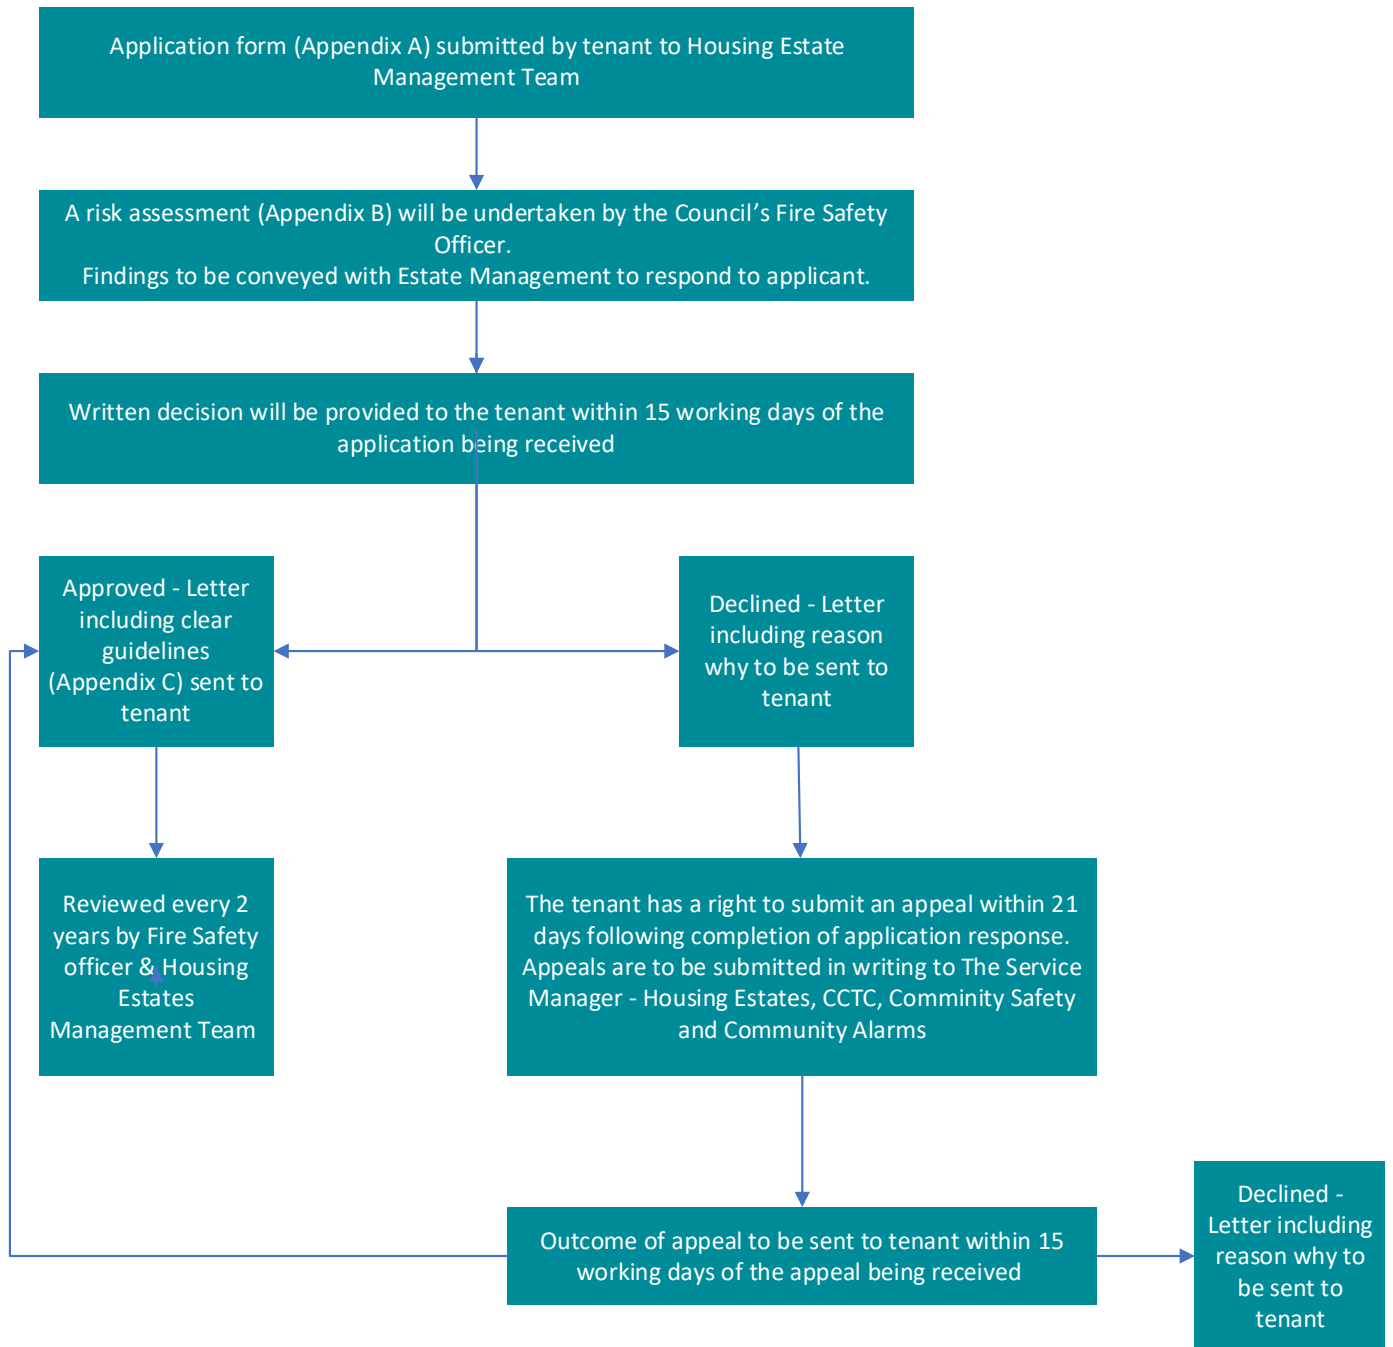 Application form (Appendix A) submitted by tenant to Housing Estate
Management Team
A risk assessment (Appendix B) will be undertaken by the Council’s Fire Safety
Officer.
Findings to be conveyed with Estate Management to respond to applicant.
Written decision will be provided to the tenant within 15 working days of the
application being received
Approved - Letter
including clear
guidelines
(Appendix C) sent to
tenant
Declined - Letter
including reason
why to be sent to
tenant
Reviewed every 2
years by Fire Safety
officer & Housing
Estates
Management Team
The tenant has a right to submit an appeal within 21
days following completion of application response.
Appeals are to be submitted in writing to The Service
Manager - Housing Estates, CCTC, Comminity Safety
and Community Alarms
Outcome of appeal to be sent to tenant within 15
working days of the appeal being received
Declined -
Letter including
reason why to
be sent to
tenant